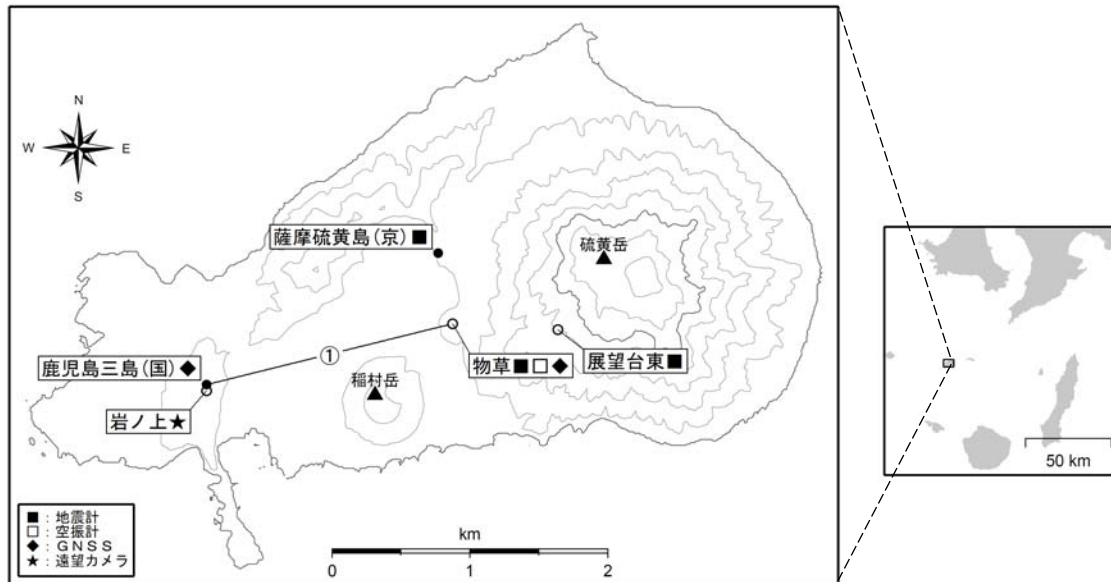 N
W E
S
薩摩硫黄島(京)■
硫黄岳
鹿児島三島(国)◆
①
物草■□◆
展望台東■
岩ノ上★
稲村岳
■:地震計
□:空振計
◆:GNSS
★:遠望カメラ
km
0 1 2
50 km